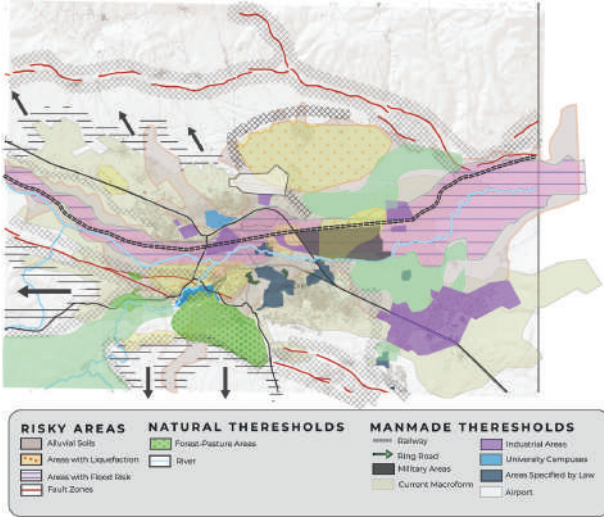 RISKY AREAS
Alluvial Soils
Areas with Liquefaction
Areas with Flood Risk
Fault Zones
NATURAL THERESHOLDS
Forest-Pasture Areas
River
MANMADE THERESHOLDS
Railway
Ring Road
Military Areas
Current Macroform
Industrial Areas
University Campuses
Areas Specified by Law
Airport